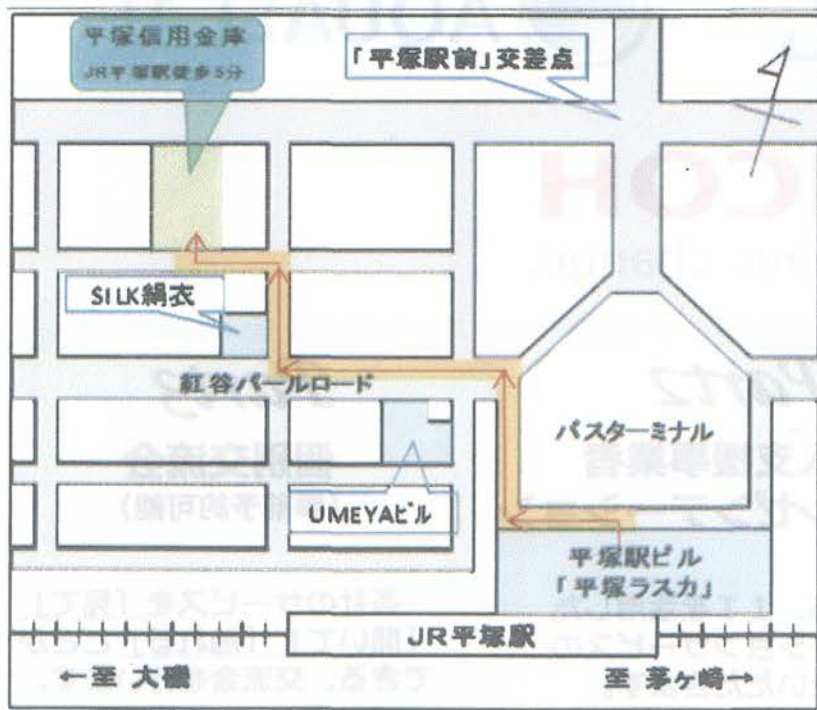 平塚信用金庫
JR平塚駅徒歩5分
「平塚駅前」交差点
SILK絹衣
紅谷パールロード
バスターミナル
UMEYAビル
平塚駅ビル
「平塚ラスカ」
JR平塚駅
←至 大磯
至 茅ヶ崎→